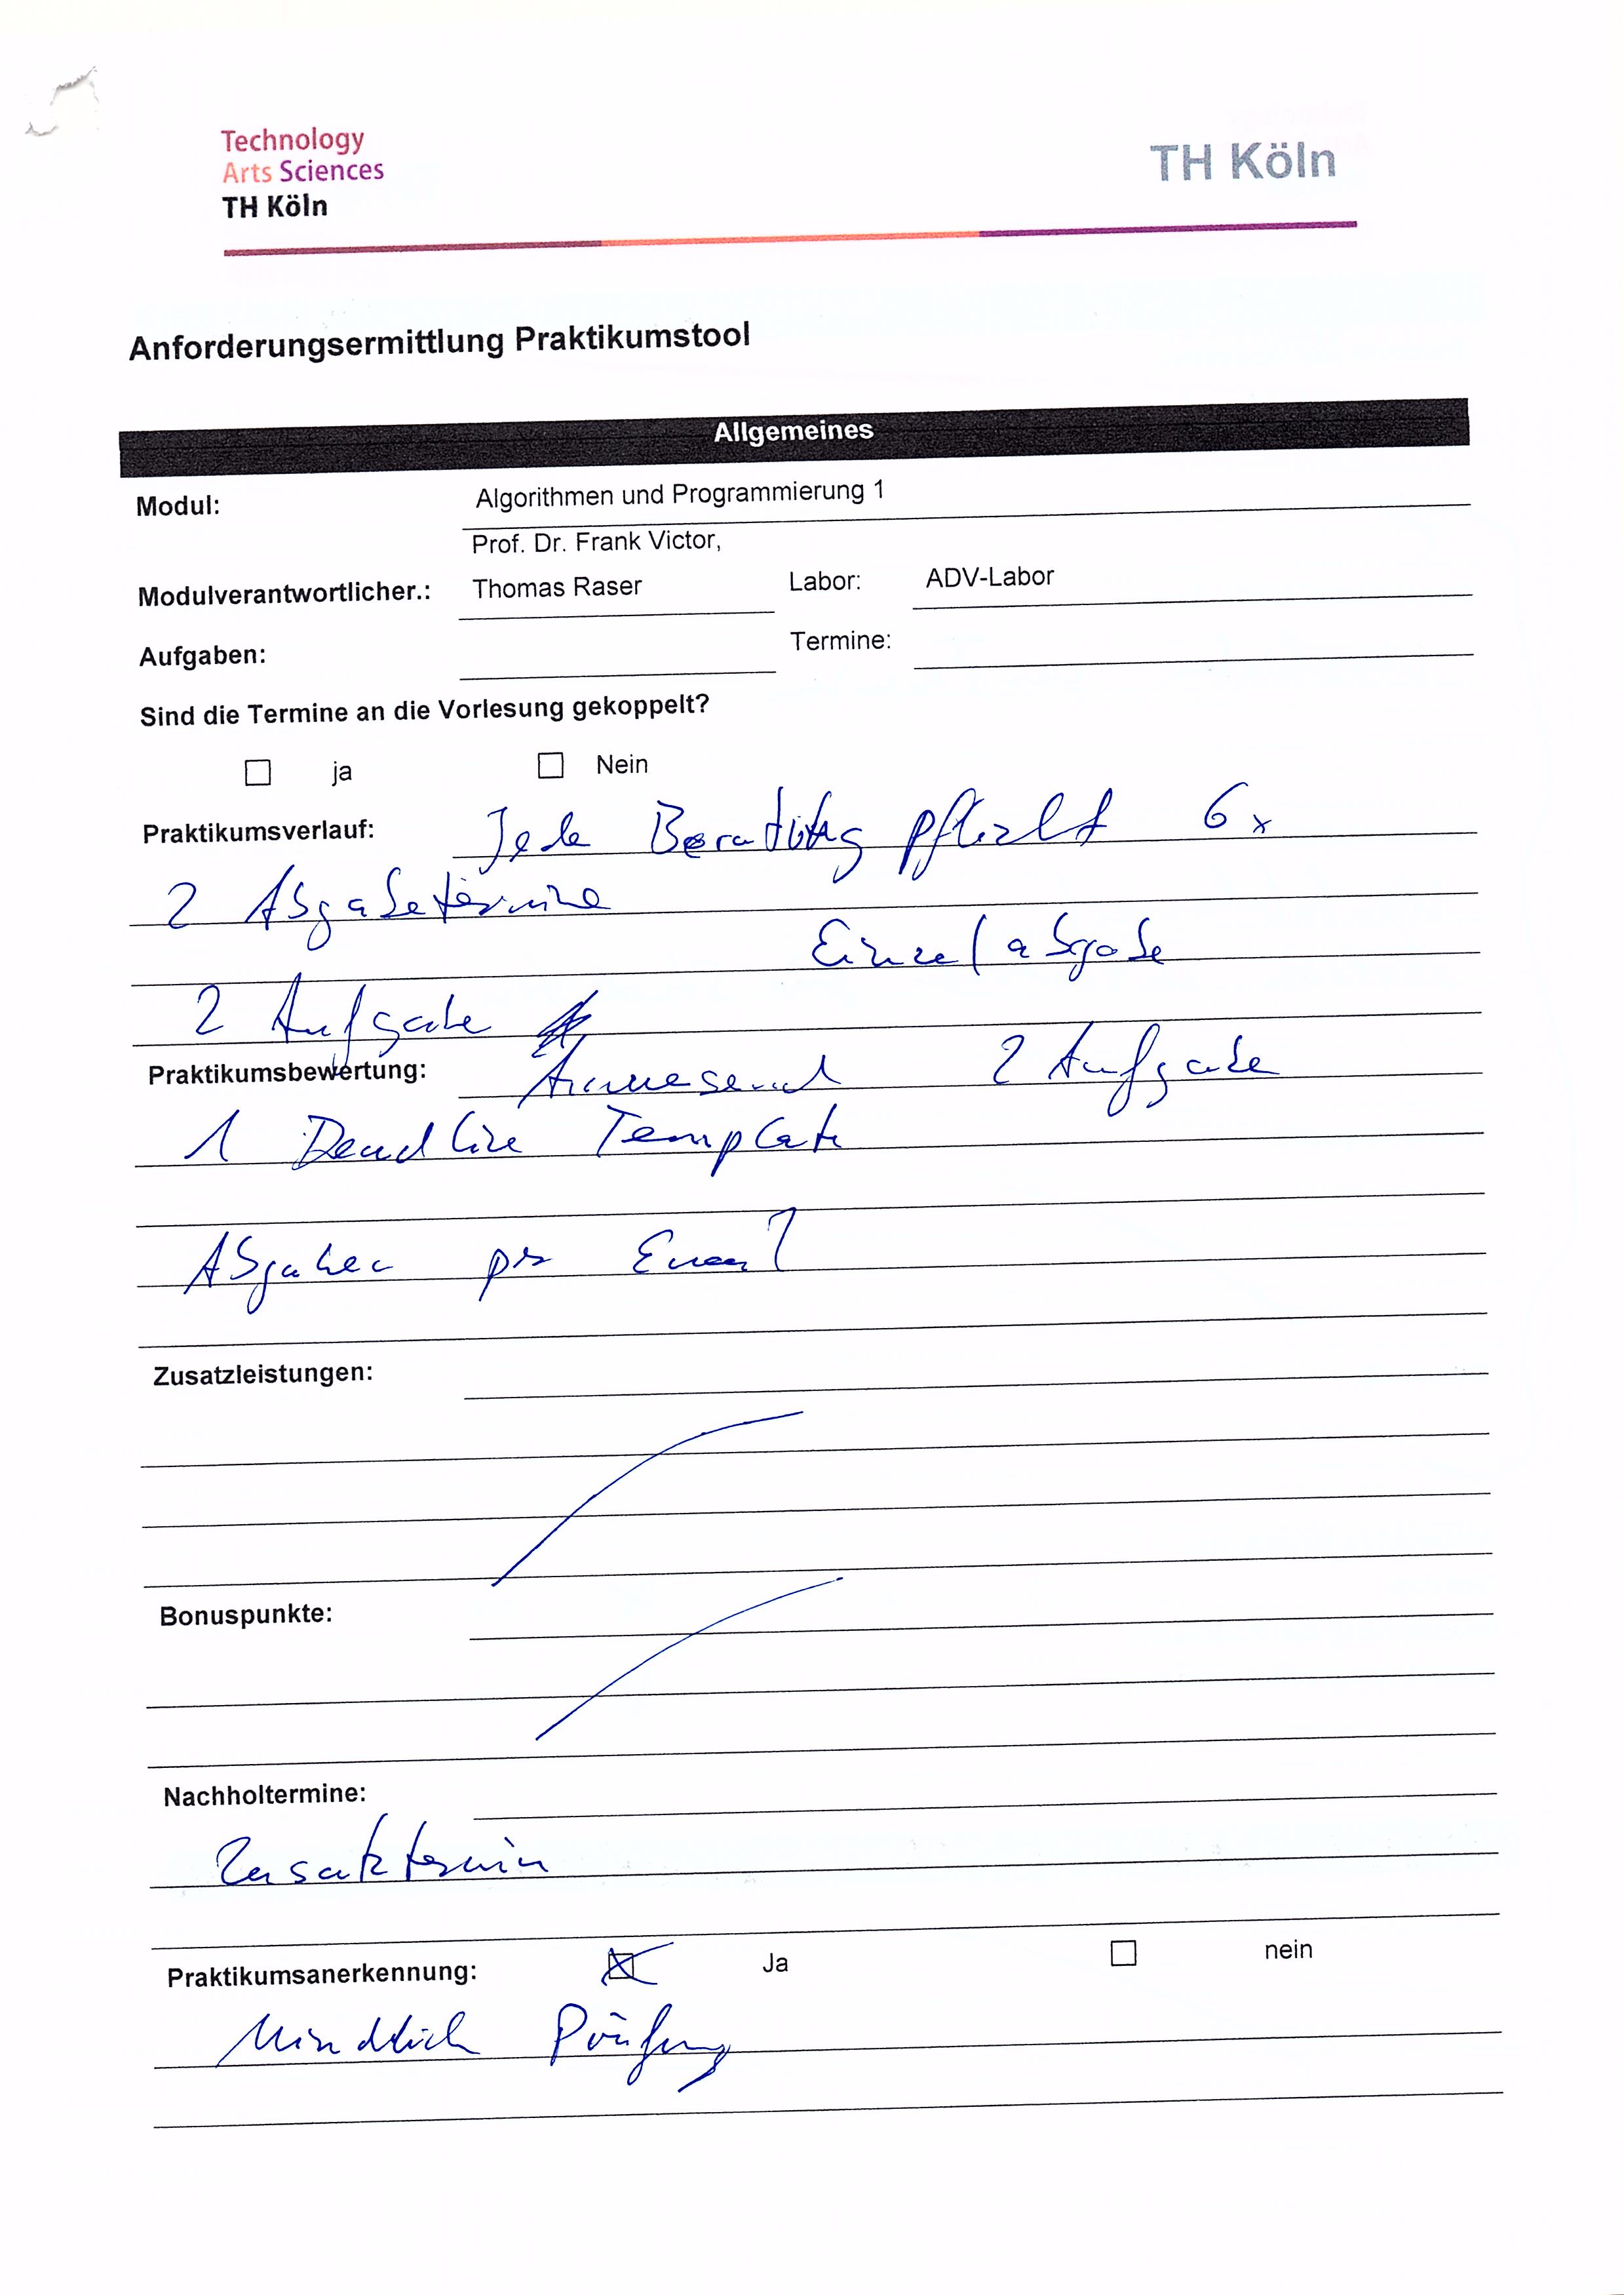 Technology
Arts Sciences
TH Köln
TH Köln
Anforderungsermittlung Praktikumstool
Allgemeines
Modul: Algorithmen und Programmierung 1
Prof. Dr. Frank Victor,
Modulverantwortlicher.: Thomas Raser Labor: ADV-Labor
Aufgaben: Termine:
Sind die Termine an die Vorlesung gekoppelt?
ja Nein
Praktikumsverlauf: Jede Beratung pflicht 6x
2 Abgabetermine
Einzelabgabe
2 Aufgabe
Praktikumsbewertung: Anwesend 2 Aufgabe
1 Deadline Template
Abgaben per Email
Zusatzleistungen:
Bonuspunkte:
Nachholtermine:
Zusatztermin
Praktikumsanerkennung: Ja nein
Mündlich Prüfung